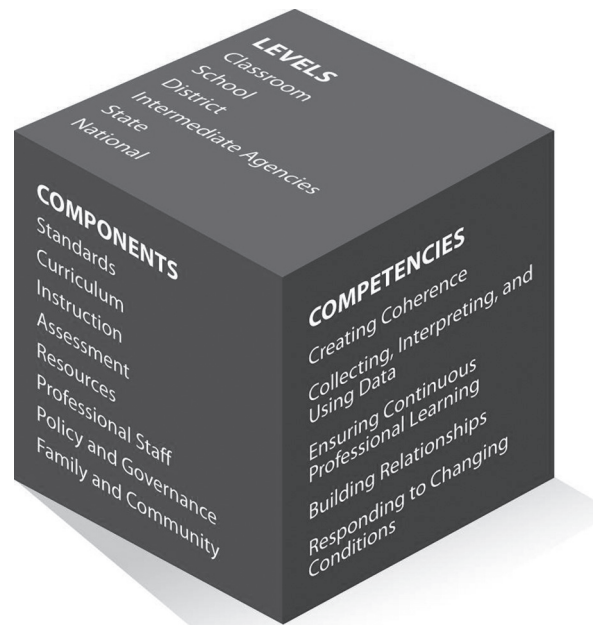 LEVELS
Classroom
School
District
Intermediate Agencies
State
National
COMPONENTS
Standards
Curriculum
Instruction
Assessment
Resources
Professional Staff
Policy and Governance
Family and Community
COMPETENCIES
Creating Coherence
Collecting, Interpreting, and
Using Data
Ensuring Continuous
Professional Learning
Building Relationships
Responding to Changing
Conditions